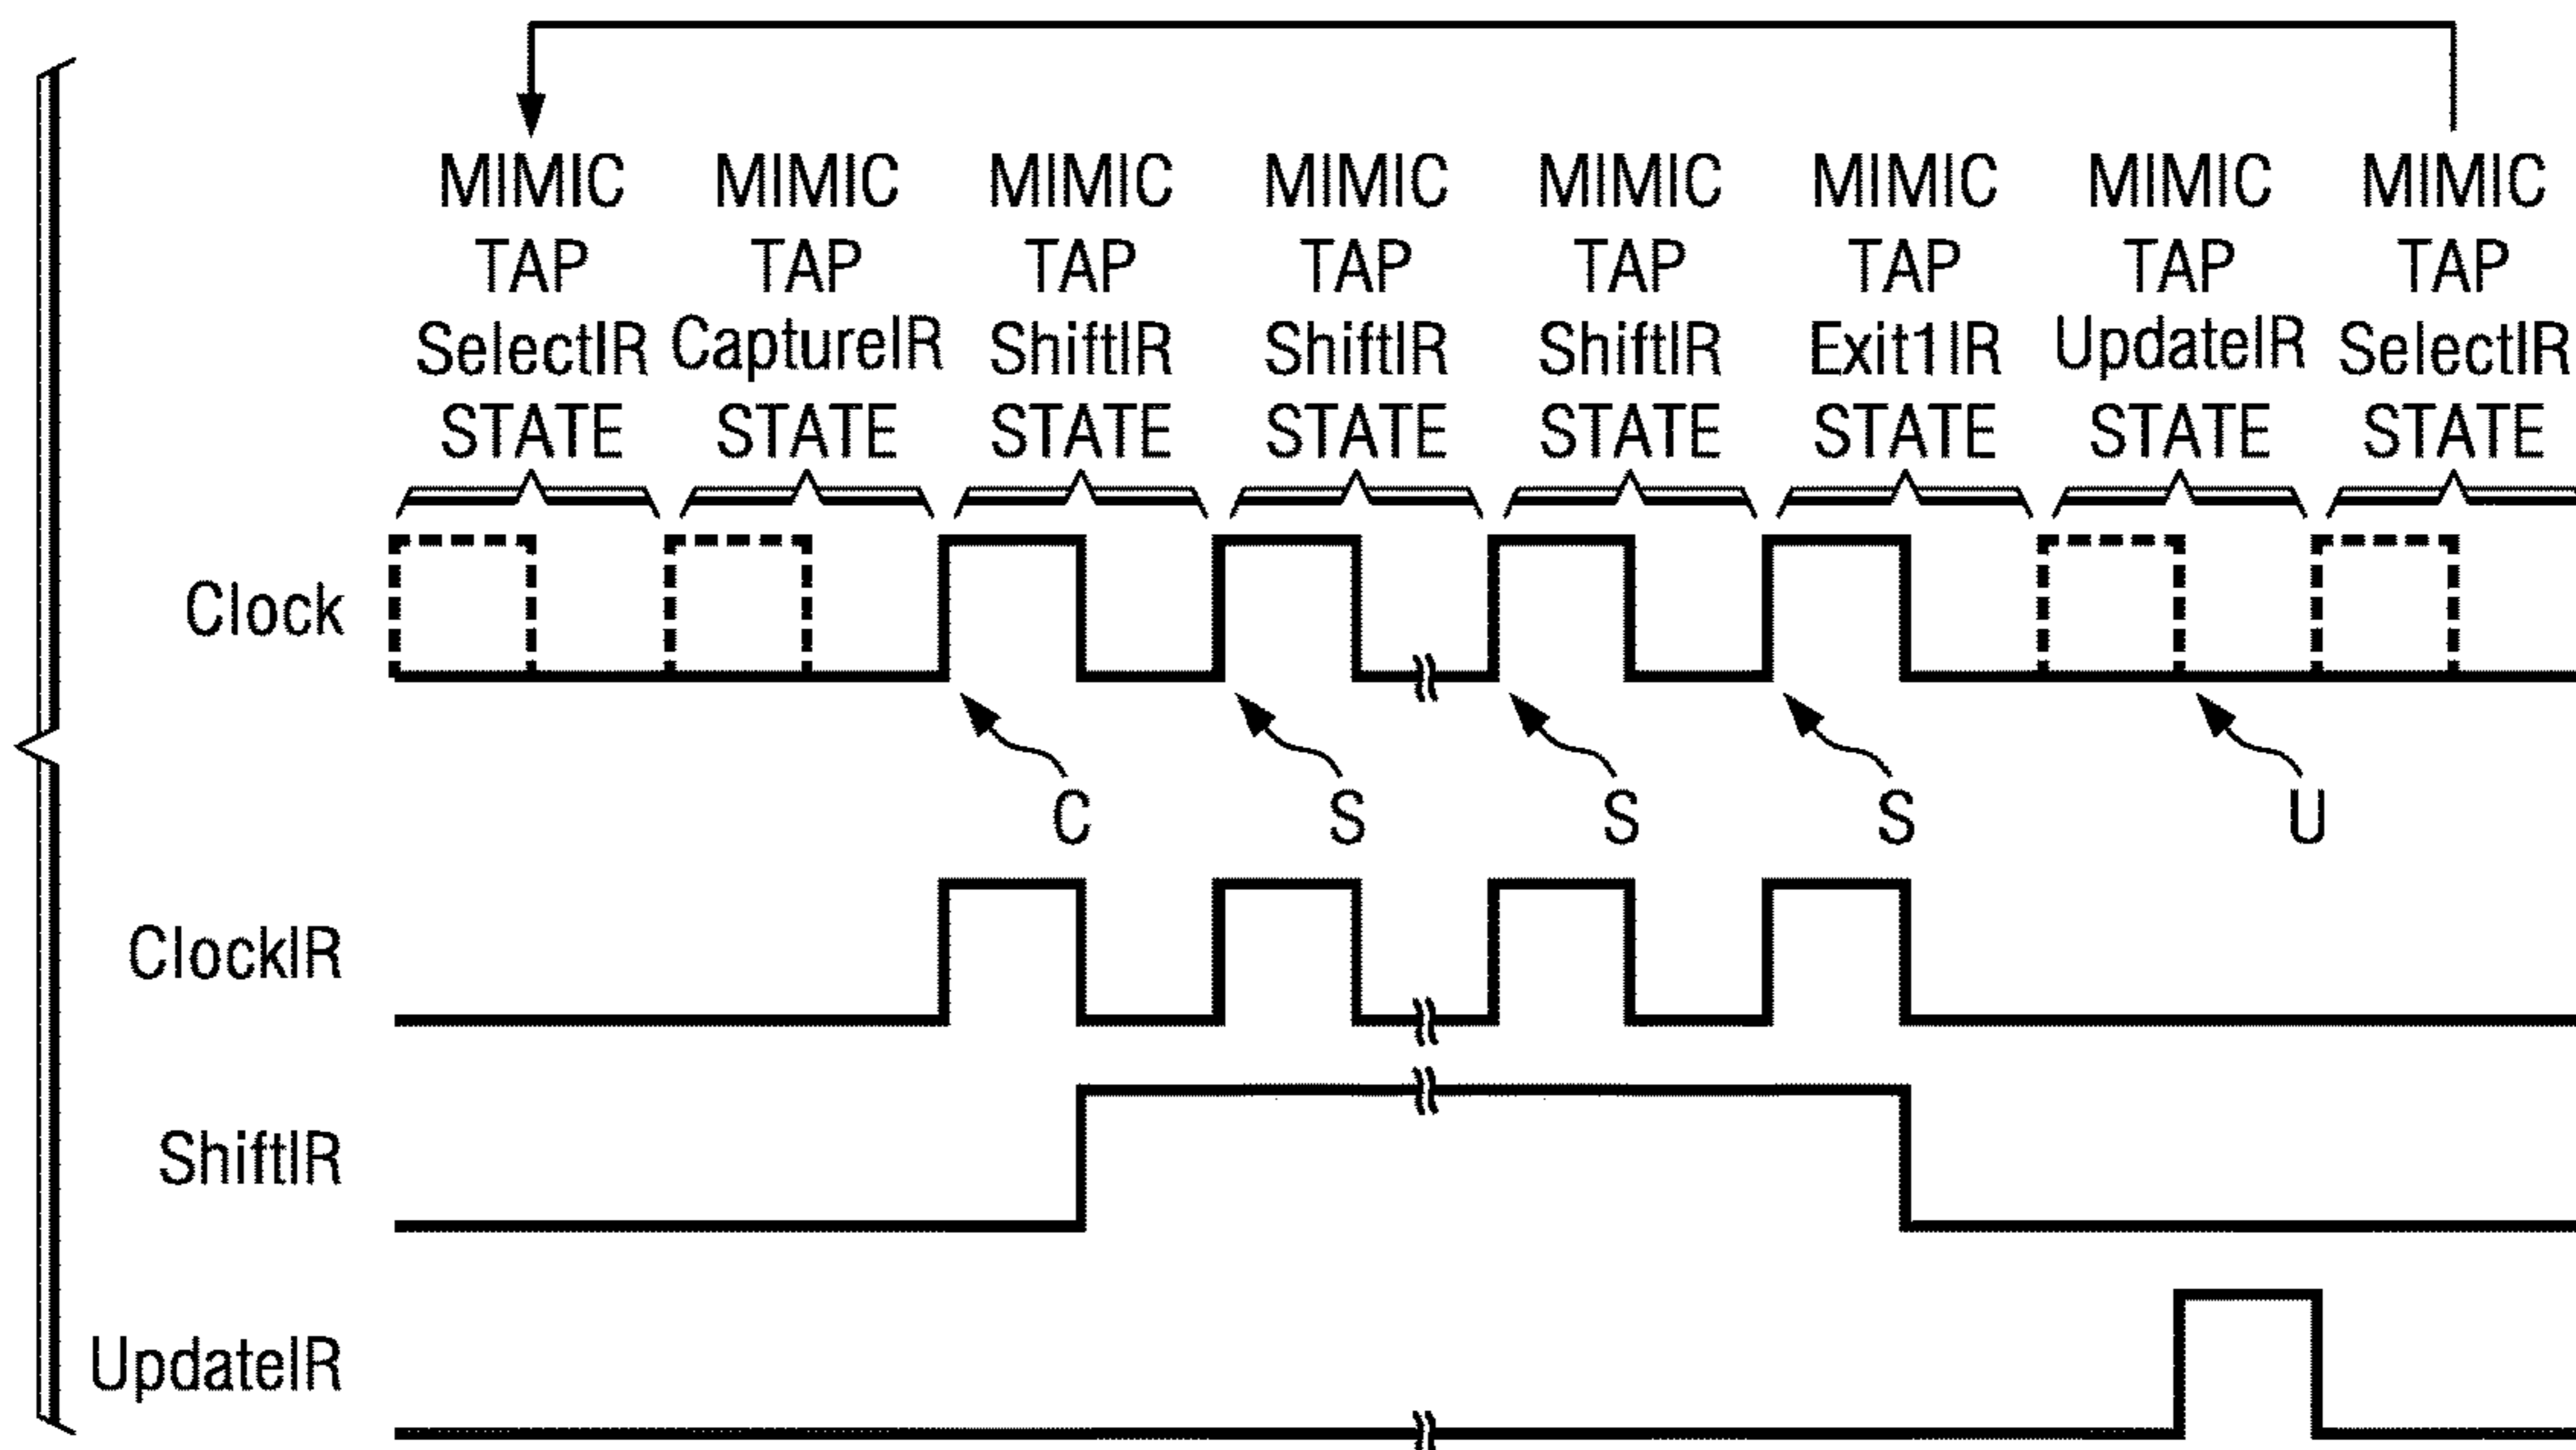 MIMIC MIMIC MIMIC MIMIC MIMIC MIMIC MIMIC MIMIC
TAP TAP TAP TAP TAP TAP TAP TAP
SelectIR CaptureIR ShiftIR ShiftIR ShiftIR Exit1IR UpdateIR SelectIR
STATE STATE STATE STATE STATE STATE STATE STATE
Clock
C S S S U
ClockIR
ShiftIR
UpdateIR